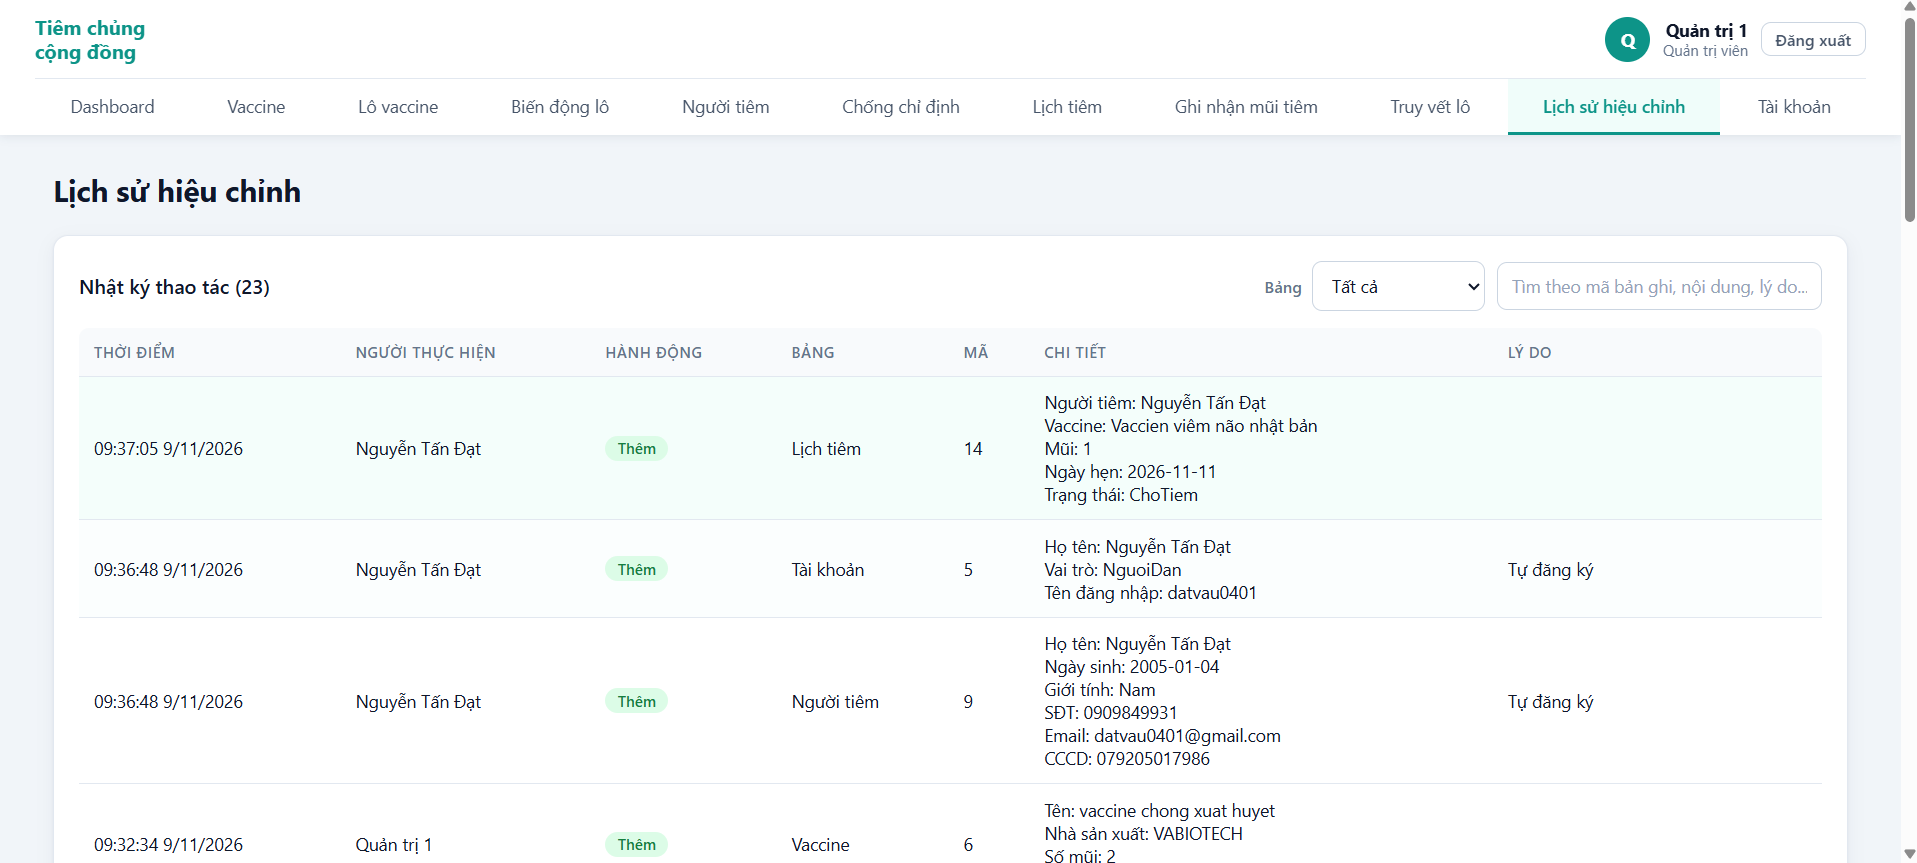 Tiêm chủng
cộng đồng
Q
Quản trị 1
Quản trị viên
Đăng xuất
Dashboard
Vaccine
Lô vaccine
Biến động lô
Người tiêm
Chống chỉ định
Lịch tiêm
Ghi nhận mũi tiêm
Truy vết lô
Lịch sử hiệu chỉnh
Tài khoản
Lịch sử hiệu chỉnh
Nhật ký thao tác (23)
Bảng
Tất cả
Tìm theo mã bản ghi, nội dung, lý do...
THỜI ĐIỂM
NGƯỜI THỰC HIỆN
HÀNH ĐỘNG
BẢNG
MÃ
CHI TIẾT
LÝ DO
09:37:05 9/11/2026
Nguyễn Tấn Đạt
Thêm
Lịch tiêm
14
Người tiêm: Nguyễn Tấn Đạt
Vaccine: Vaccien viêm não nhật bản
Mũi: 1
Ngày hẹn: 2026-11-11
Trạng thái: ChoTiem
09:36:48 9/11/2026
Nguyễn Tấn Đạt
Thêm
Tài khoản
5
Họ tên: Nguyễn Tấn Đạt
Vai trò: NguoiDan
Tên đăng nhập: datvau0401
Tự đăng ký
09:36:48 9/11/2026
Nguyễn Tấn Đạt
Thêm
Người tiêm
9
Họ tên: Nguyễn Tấn Đạt
Ngày sinh: 2005-01-04
Giới tính: Nam
SĐT: 0909849931
Email: datvau0401@gmail.com
CCCD: 079205017986
Tự đăng ký
09:32:34 9/11/2026
Quản trị 1
Thêm
Vaccine
6
Tên: vaccine chong xuat huyet
Nhà sản xuất: VABIOTECH
Số mũi: 2